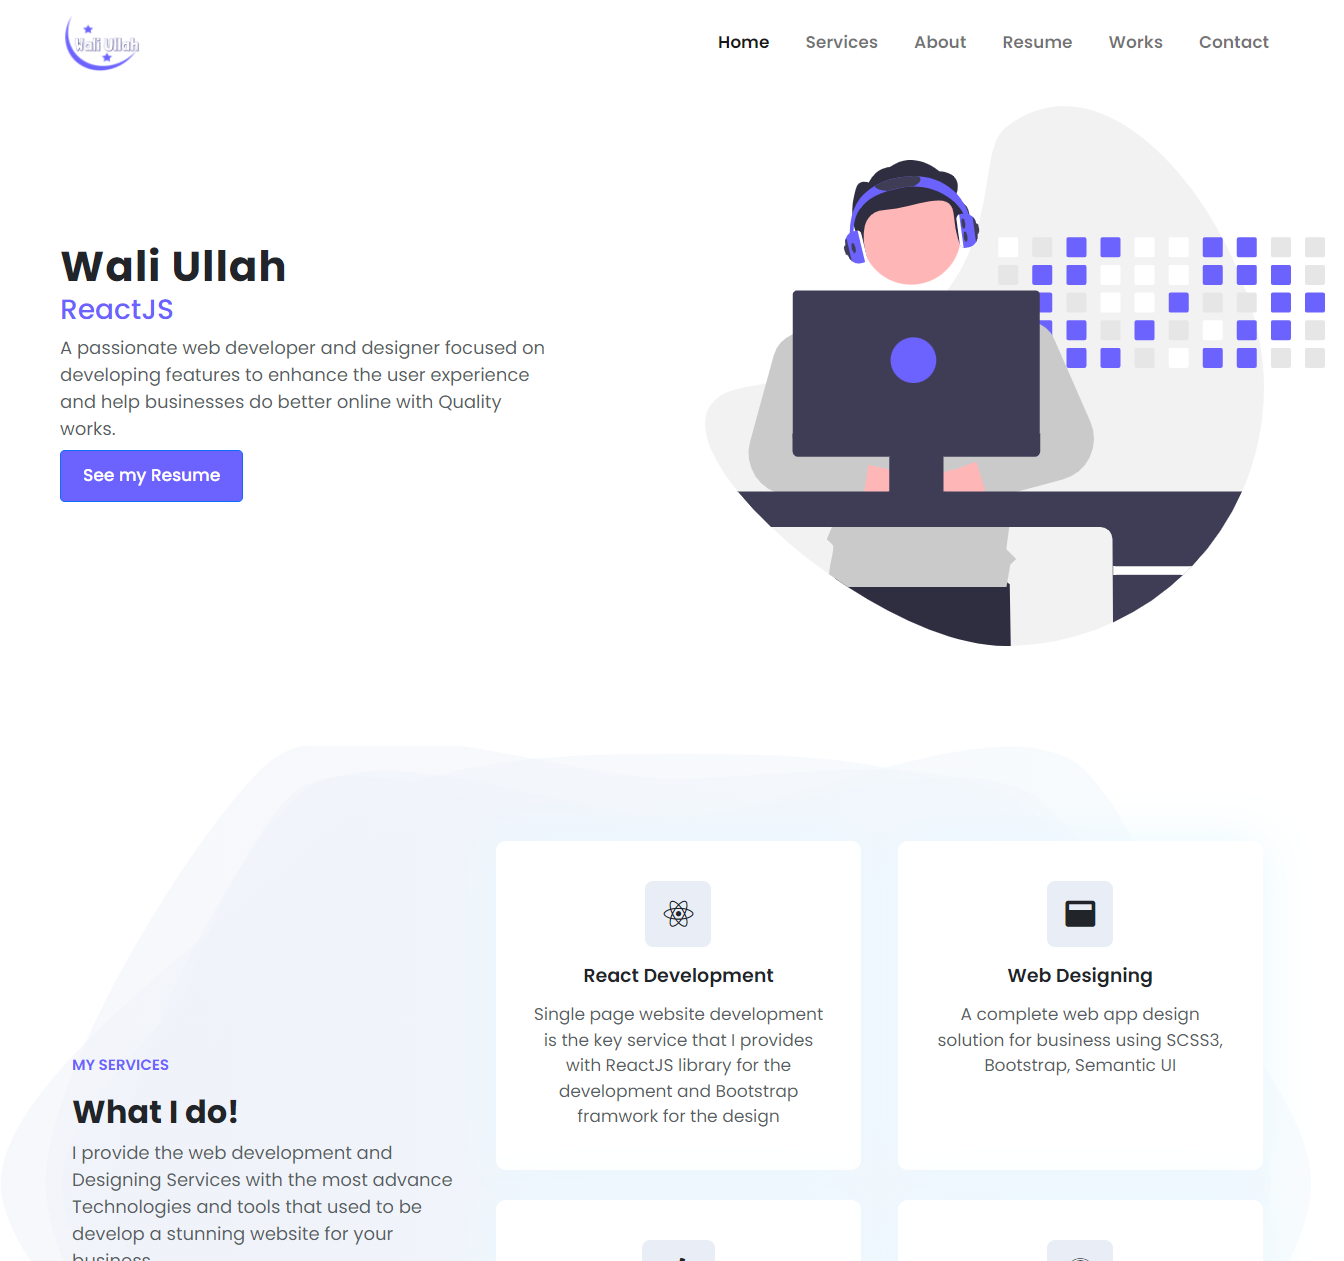 Wali Ullah
Home Services About Resume Works Contact
Wali Ullah
ReactJS
A passionate web developer and designer focused on
developing features to enhance the user experience
and help businesses do better online with Quality
works.
See my Resume
MY SERVICES
What I do!
I provide the web development and
Designing Services with the most advance
Technologies and tools that used to be
develop a stunning website for your
business.
React Development
Single page website development
is the key service that I provides
with ReactJS library for the
development and Bootstrap
framwork for the design
Web Designing
A complete web app design
solution for business using SCSS3,
Bootstrap, Semantic UI